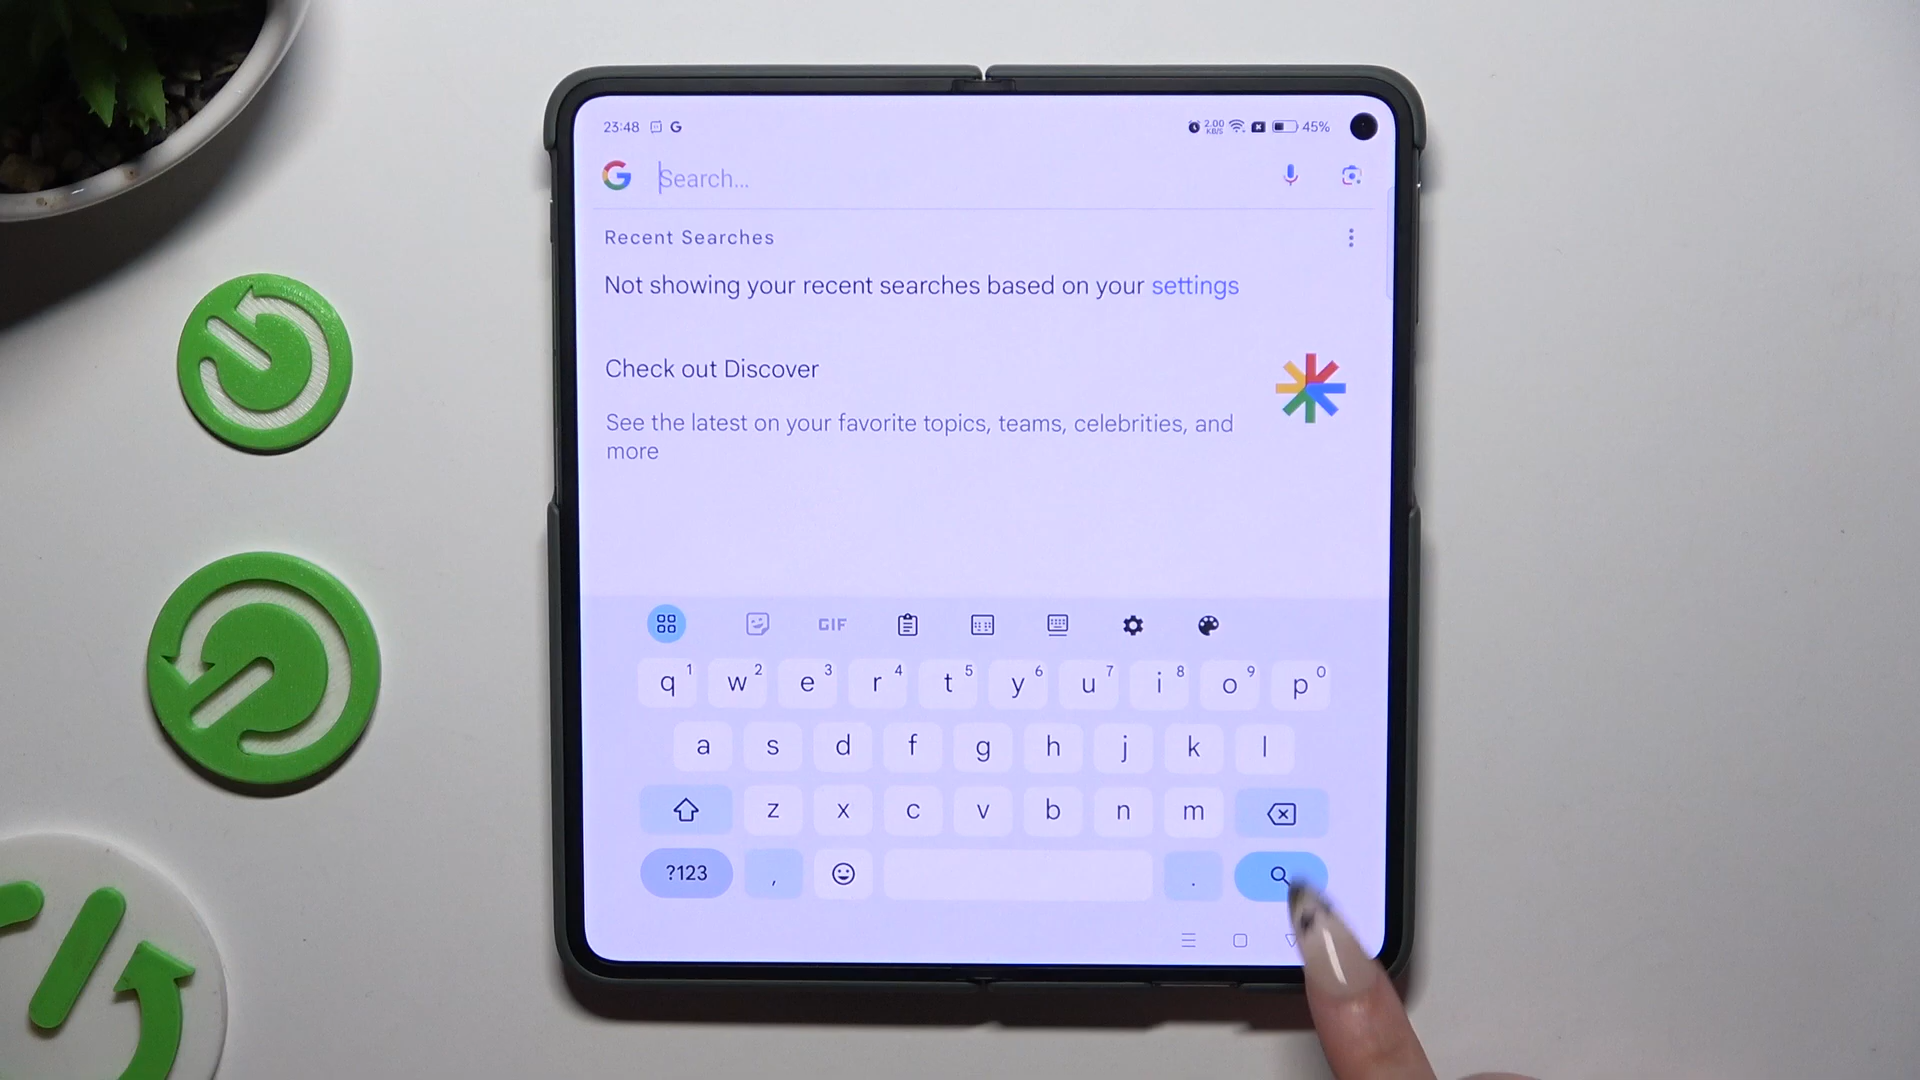 23:48 G 2.00 KB/S 45%
Search...
Recent Searches
Not showing your recent searches based on your settings
Check out Discover
See the latest on your favorite topics, teams, celebrities, and
more
GIF
q1 w2 e3 r4 t5 y6 u7 i8 o9 p0
a s d f g h j k l
z x c v b n m
?123 , .